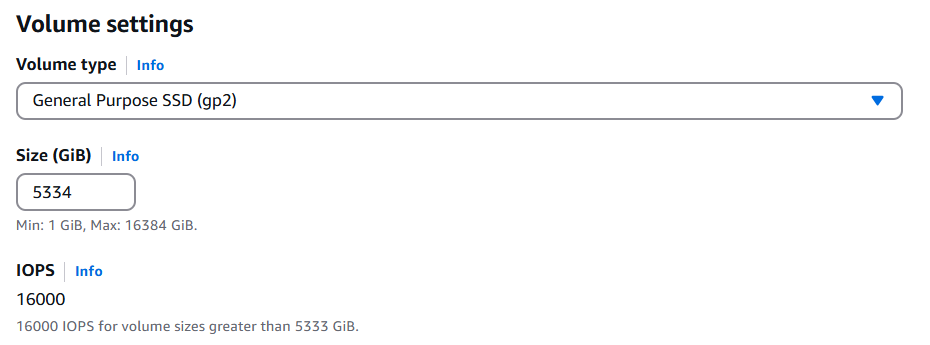 Volume settings
Volume type Info
General Purpose SSD (gp2)
Size (GiB) Info
5334
Min: 1 GiB, Max: 16384 GiB.
IOPS Info
16000
16000 IOPS for volume sizes greater than 5333 GiB.